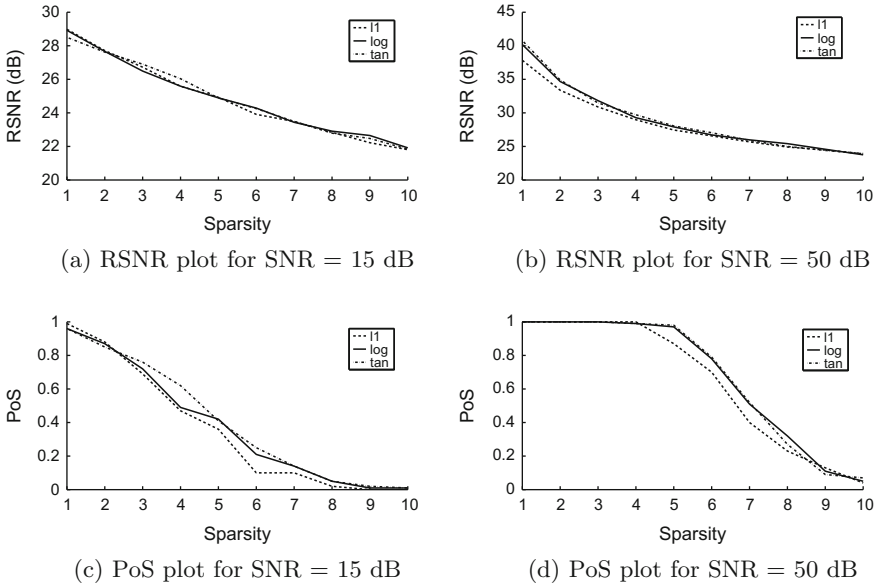 30
28
26
24
22
20
RSNR (dB)
1 2 3 4 5 6 7 8 9 10
Sparsity
l1
log
tan
(a) RSNR plot for SNR = 15 dB
45
40
35
30
25
20
RSNR (dB)
1 2 3 4 5 6 7 8 9 10
Sparsity
l1
log
tan
(b) RSNR plot for SNR = 50 dB
1
0.8
0.6
0.4
0.2
0
PoS
1 2 3 4 5 6 7 8 9 10
Sparsity
l1
log
tan
(c) PoS plot for SNR = 15 dB
1
0.8
0.6
0.4
0.2
0
PoS
1 2 3 4 5 6 7 8 9 10
Sparsity
l1
log
tan
(d) PoS plot for SNR = 50 dB